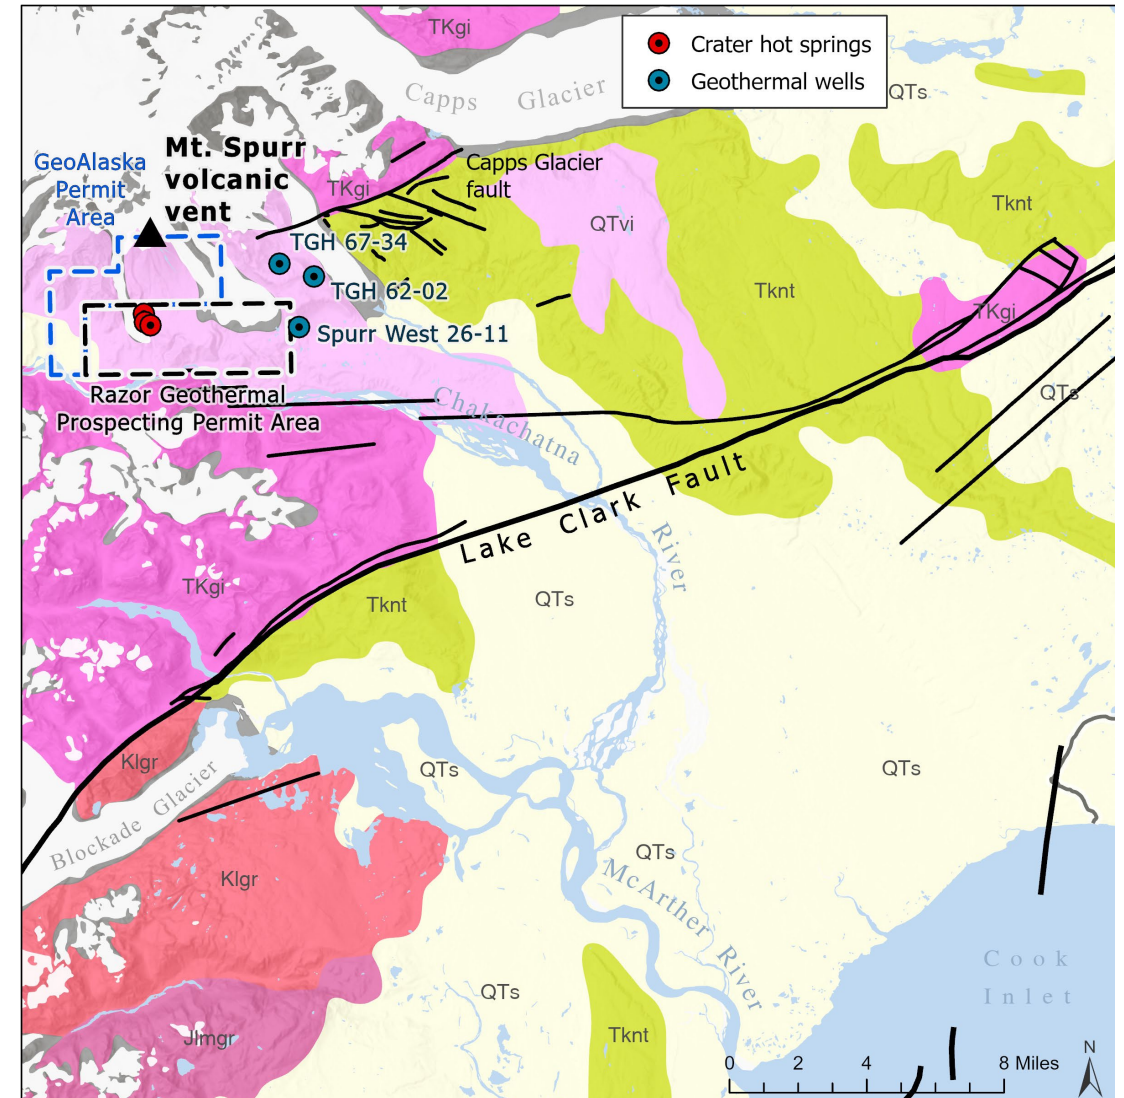 TKgi
Crater hot springs
Geothermal wells
Capps Glacier
QTs
Mt. Spurr
volcanic
vent
GeoAlaska
Permit
Area
Capps Glacier
fault
TKgi
Tknt
QTvi
TGH 67-34
TGH 62-02
Tknt
TKgi
Spurr West 26-11
Razor Geothermal
Prospecting Permit Area
Chakachatna
River
QTs
Lake Clark Fault
TKgi
Tknt
QTs
Klgr
Blockade Glacier
QTs
QTs
QTs
Klgr
McArther River
Cook
Inlet
QTs
Jlmgr
Tknt
0 2 4 8 Miles
N